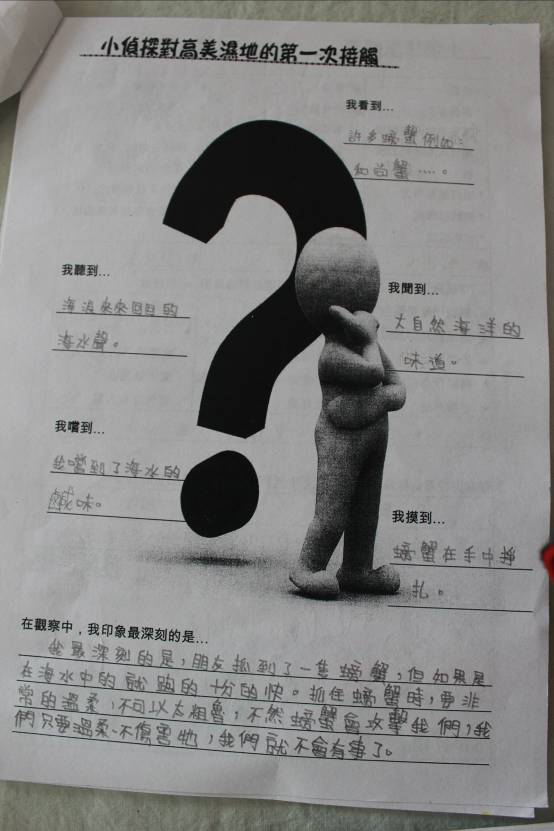 小偵探對高美濕地的第一次接觸
我看到...
許多螃蟹例如：
和尚蟹....。
我聽到...
海浪來來回回的
海水聲。
我聞到...
大自然海洋的
味道。
我嚐到...
我嚐到了海水的
鹹味。
我摸到...
螃蟹在手中掙
扎。
在觀察中，我印象最深刻的是...
我最深刻的是，朋友抓到了一隻螃蟹，但如果是
在海水中的就跑的十分的快。抓住螃蟹時，要非
常的溫柔，不可以太粗魯，不然螃蟹會攻擊我們，我
們只要溫柔、不傷害牠，我們就不會有事了。